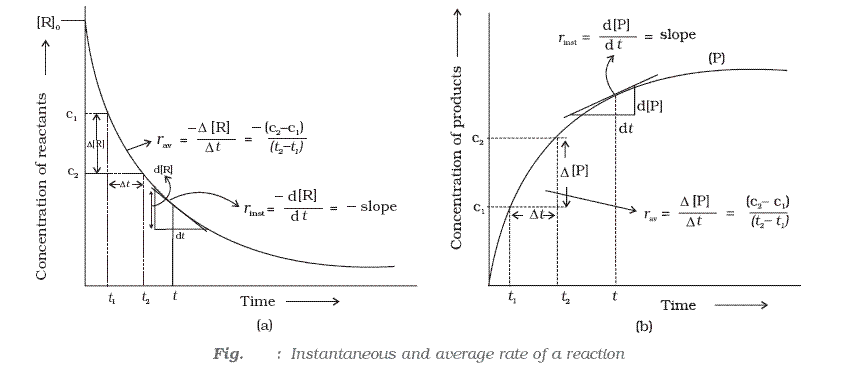 [R]₀
Concentration of reactants
c₁
c₂
Δ[R]
Δt
r_av = -Δ [R] / Δt = -(c₂-c₁) / (t₂-t₁)
d[R]
r_inst = -d[R] / dt = - slope
dt
t₁ t₂ t
Time
(a)
Concentration of products
r_inst = d[P] / dt = slope
(P)
d[P]
dt
c₂
c₁
Δ[P]
Δt
r_av = Δ [P] / Δt = (c₂- c₁) / (t₂- t₁)
t₁ t₂ t
Time
(b)
Fig. : Instantaneous and average rate of a reaction